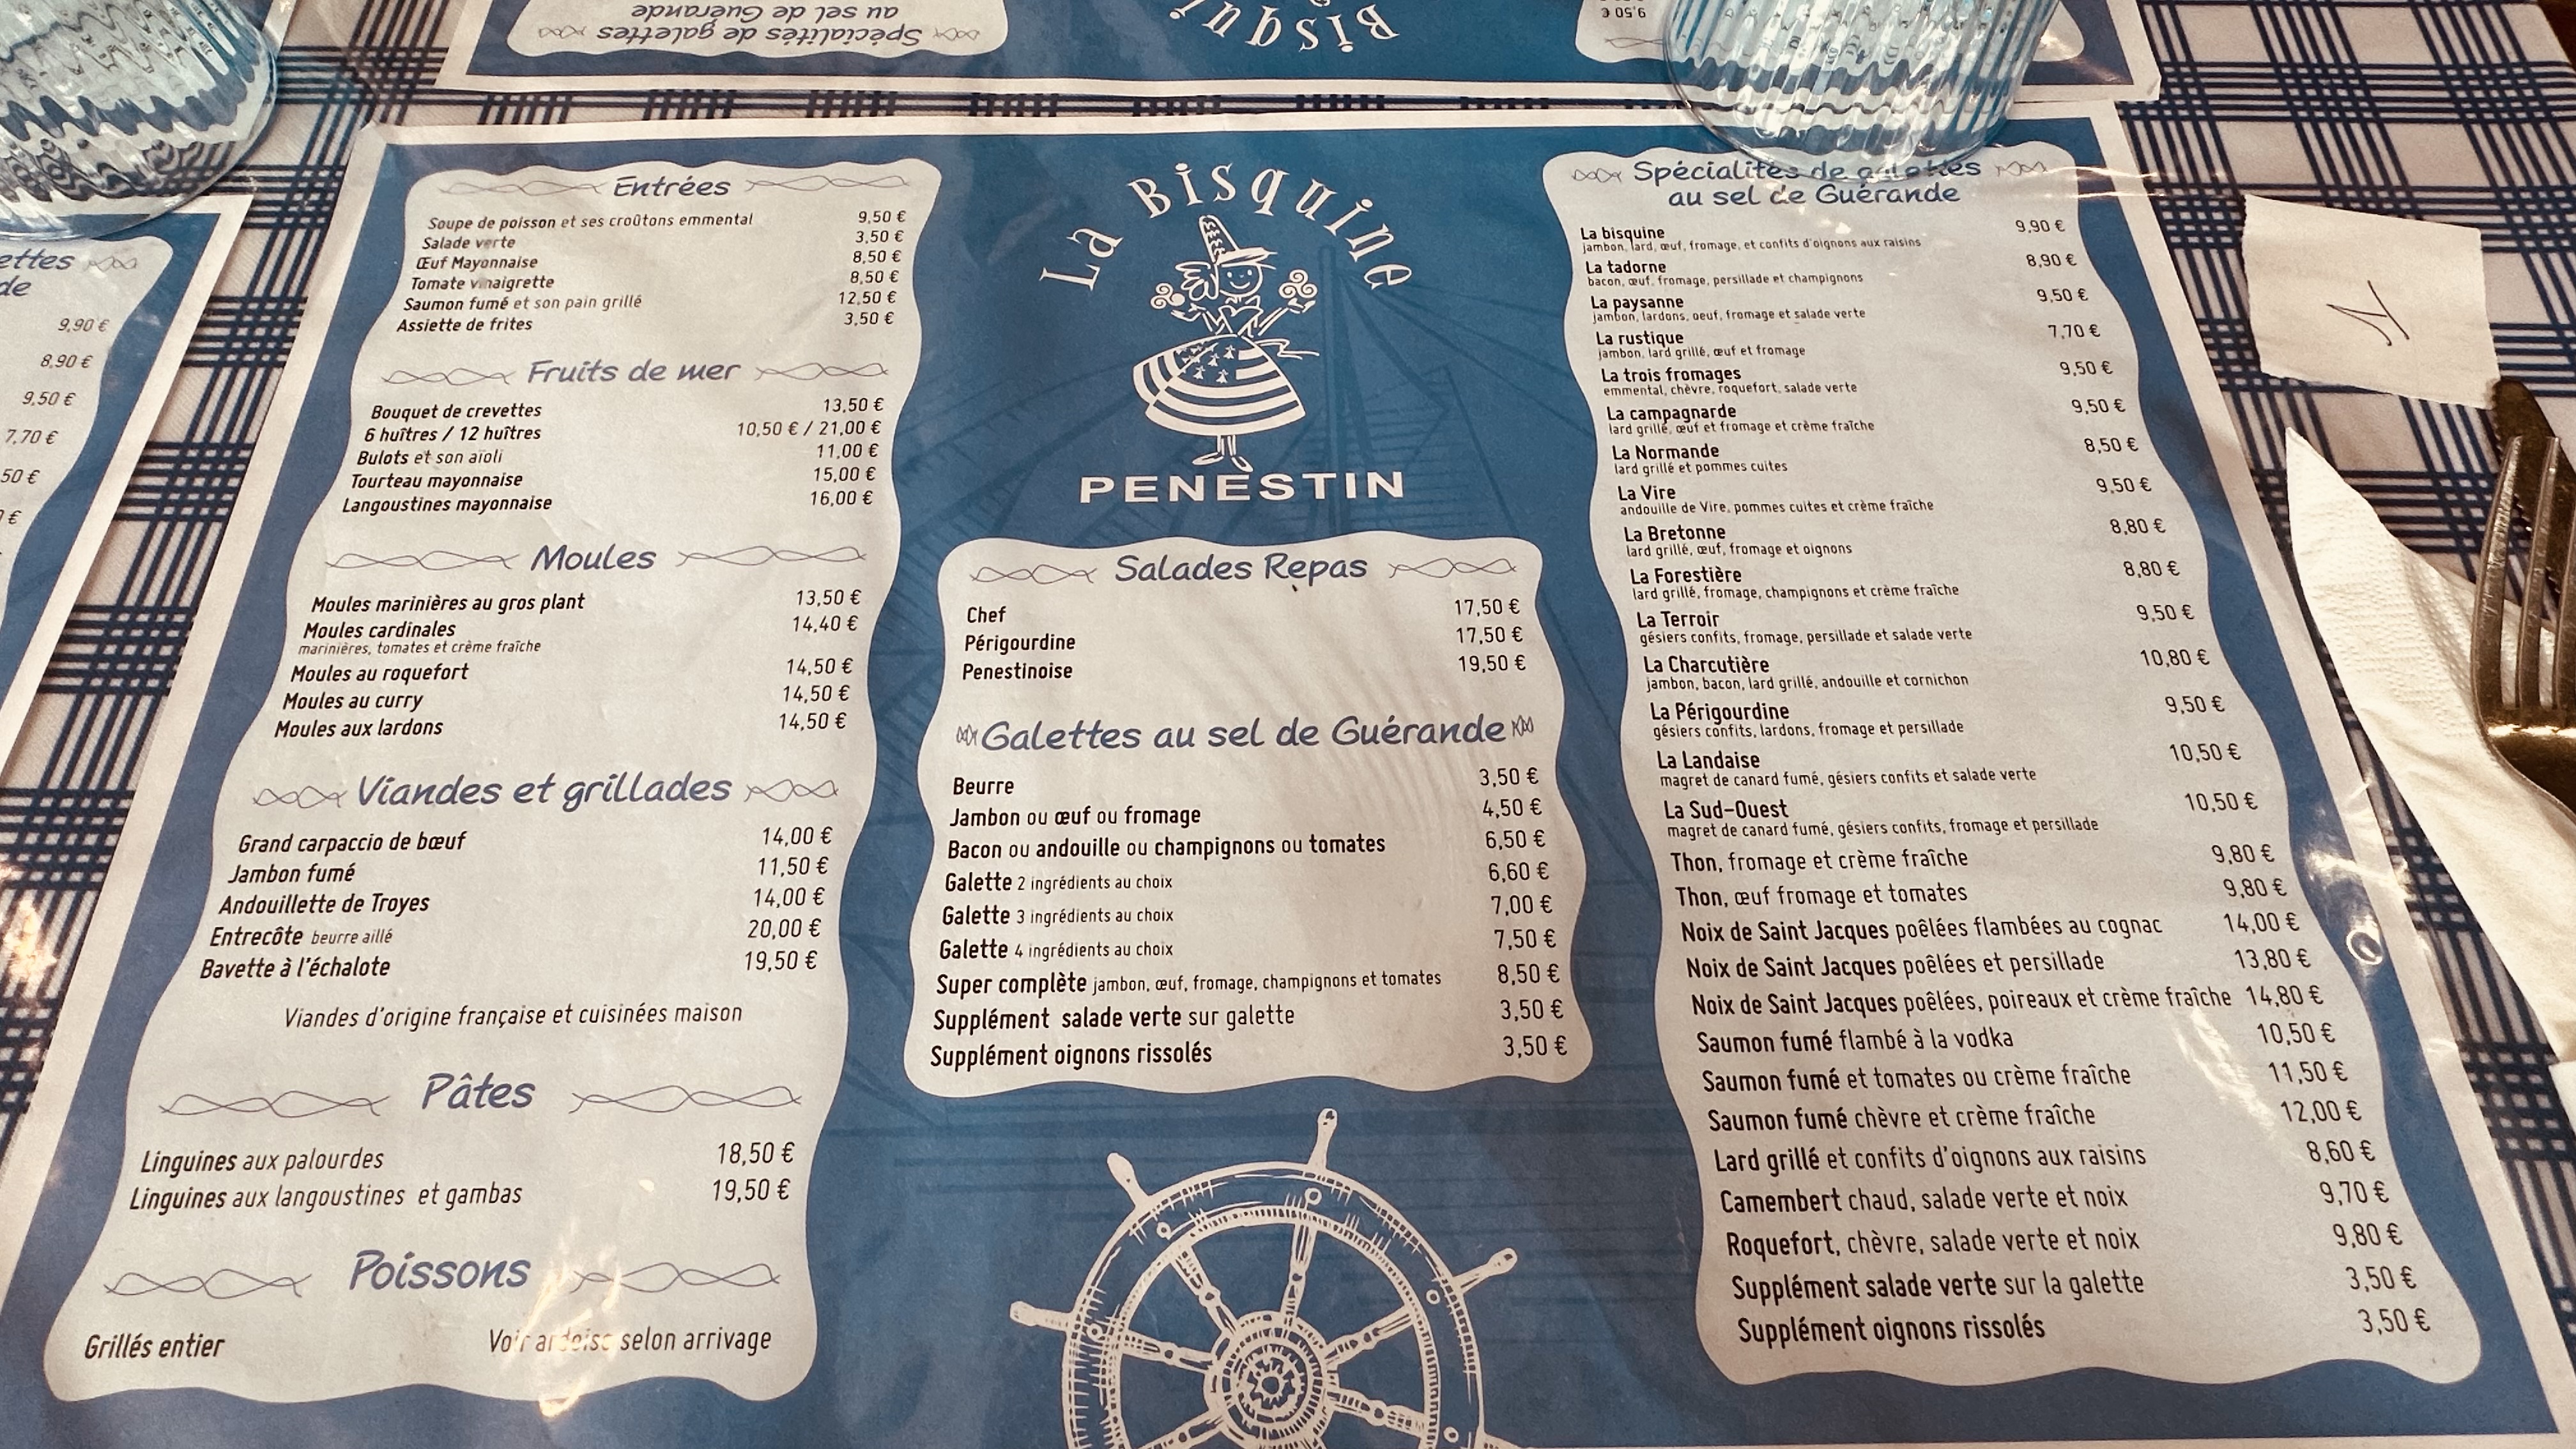 Spécialités de galettes
au sel de Guérande
Bisqui
9,50 €
ettes
de
9,90 €
8,90 €
9,50 €
7,70 €
50 €
€
Entrées
Soupe de poisson et ses croûtons emmental 9,50 €
Salade verte 3,50 €
Œuf Mayonnaise 8,50 €
Tomate vinaigrette 8,50 €
Saumon fumé et son pain grillé 12,50 €
Assiette de frites 3,50 €
Fruits de mer
Bouquet de crevettes 13,50 €
6 huîtres / 12 huîtres 10,50 € / 21,00 €
Bulots et son aïoli 11,00 €
Tourteau mayonnaise 15,00 €
Langoustines mayonnaise 16,00 €
Moules
Moules marinières au gros plant 13,50 €
Moules cardinales 14,40 €
marinières, tomates et crème fraîche
Moules au roquefort 14,50 €
Moules au curry 14,50 €
Moules aux lardons 14,50 €
Viandes et grillades
Grand carpaccio de bœuf 14,00 €
Jambon fumé 11,50 €
Andouillette de Troyes 14,00 €
Entrecôte beurre aillé 20,00 €
Bavette à l'échalote 19,50 €
Viandes d'origine française et cuisinées maison
Pâtes
Linguines aux palourdes 18,50 €
Linguines aux langoustines et gambas 19,50 €
Poissons
Grillés entier Voir ardoise selon arrivage
La Bisquine
PENESTIN
Salades Repas
Chef 17,50 €
Périgourdine 17,50 €
Penestinoise 19,50 €
Galettes au sel de Guérande
Beurre 3,50 €
Jambon ou œuf ou fromage 4,50 €
Bacon ou andouille ou champignons ou tomates 6,50 €
Galette 2 ingrédients au choix 6,60 €
Galette 3 ingrédients au choix 7,00 €
Galette 4 ingrédients au choix 7,50 €
Super complète jambon, œuf, fromage, champignons et tomates 8,50 €
Supplément salade verte sur galette 3,50 €
Supplément oignons rissolés 3,50 €
Spécialités de galettes
au sel de Guérande
La bisquine 9,90 €
jambon, lard, œuf, fromage, et confits d'oignons aux raisins
La tadorne 8,90 €
bacon, œuf, fromage, persillade et champignons
La paysanne 9,50 €
jambon, lardons, oeuf, fromage et salade verte
La rustique 7,70 €
jambon, lard grillé, œuf et fromage
La trois fromages 9,50 €
emmental, chèvre, roquefort, salade verte
La campagnarde 9,50 €
lard grillé, œuf et fromage et crème fraîche
La Normande 8,50 €
lard grillé et pommes cuites
La Vire 9,50 €
andouille de Vire, pommes cuites et crème fraîche
La Bretonne 8,80 €
lard grillé, œuf, fromage et oignons
La Forestière 8,80 €
lard grillé, fromage, champignons et crème fraîche
La Terroir 9,50 €
gésiers confits, fromage, persillade et salade verte
La Charcutière 10,80 €
jambon, bacon, lard grillé, andouille et cornichon
La Périgourdine 9,50 €
gésiers confits, lardons, fromage et persillade
La Landaise 10,50 €
magret de canard fumé, gésiers confits et salade verte
La Sud-Ouest 10,50 €
magret de canard fumé, gésiers confits, fromage et persillade
Thon, fromage et crème fraîche 9,80 €
Thon, œuf fromage et tomates 9,80 €
Noix de Saint Jacques poêlées flambées au cognac 14,00 €
Noix de Saint Jacques poêlées et persillade 13,80 €
Noix de Saint Jacques poêlées, poireaux et crème fraîche 14,80 €
Saumon fumé flambé à la vodka 10,50 €
Saumon fumé et tomates ou crème fraîche 11,50 €
Saumon fumé chèvre et crème fraîche 12,00 €
Lard grillé et confits d'oignons aux raisins 8,60 €
Camembert chaud, salade verte et noix 9,70 €
Roquefort, chèvre, salade verte et noix 9,80 €
Supplément salade verte sur la galette 3,50 €
Supplément oignons rissolés 3,50 €